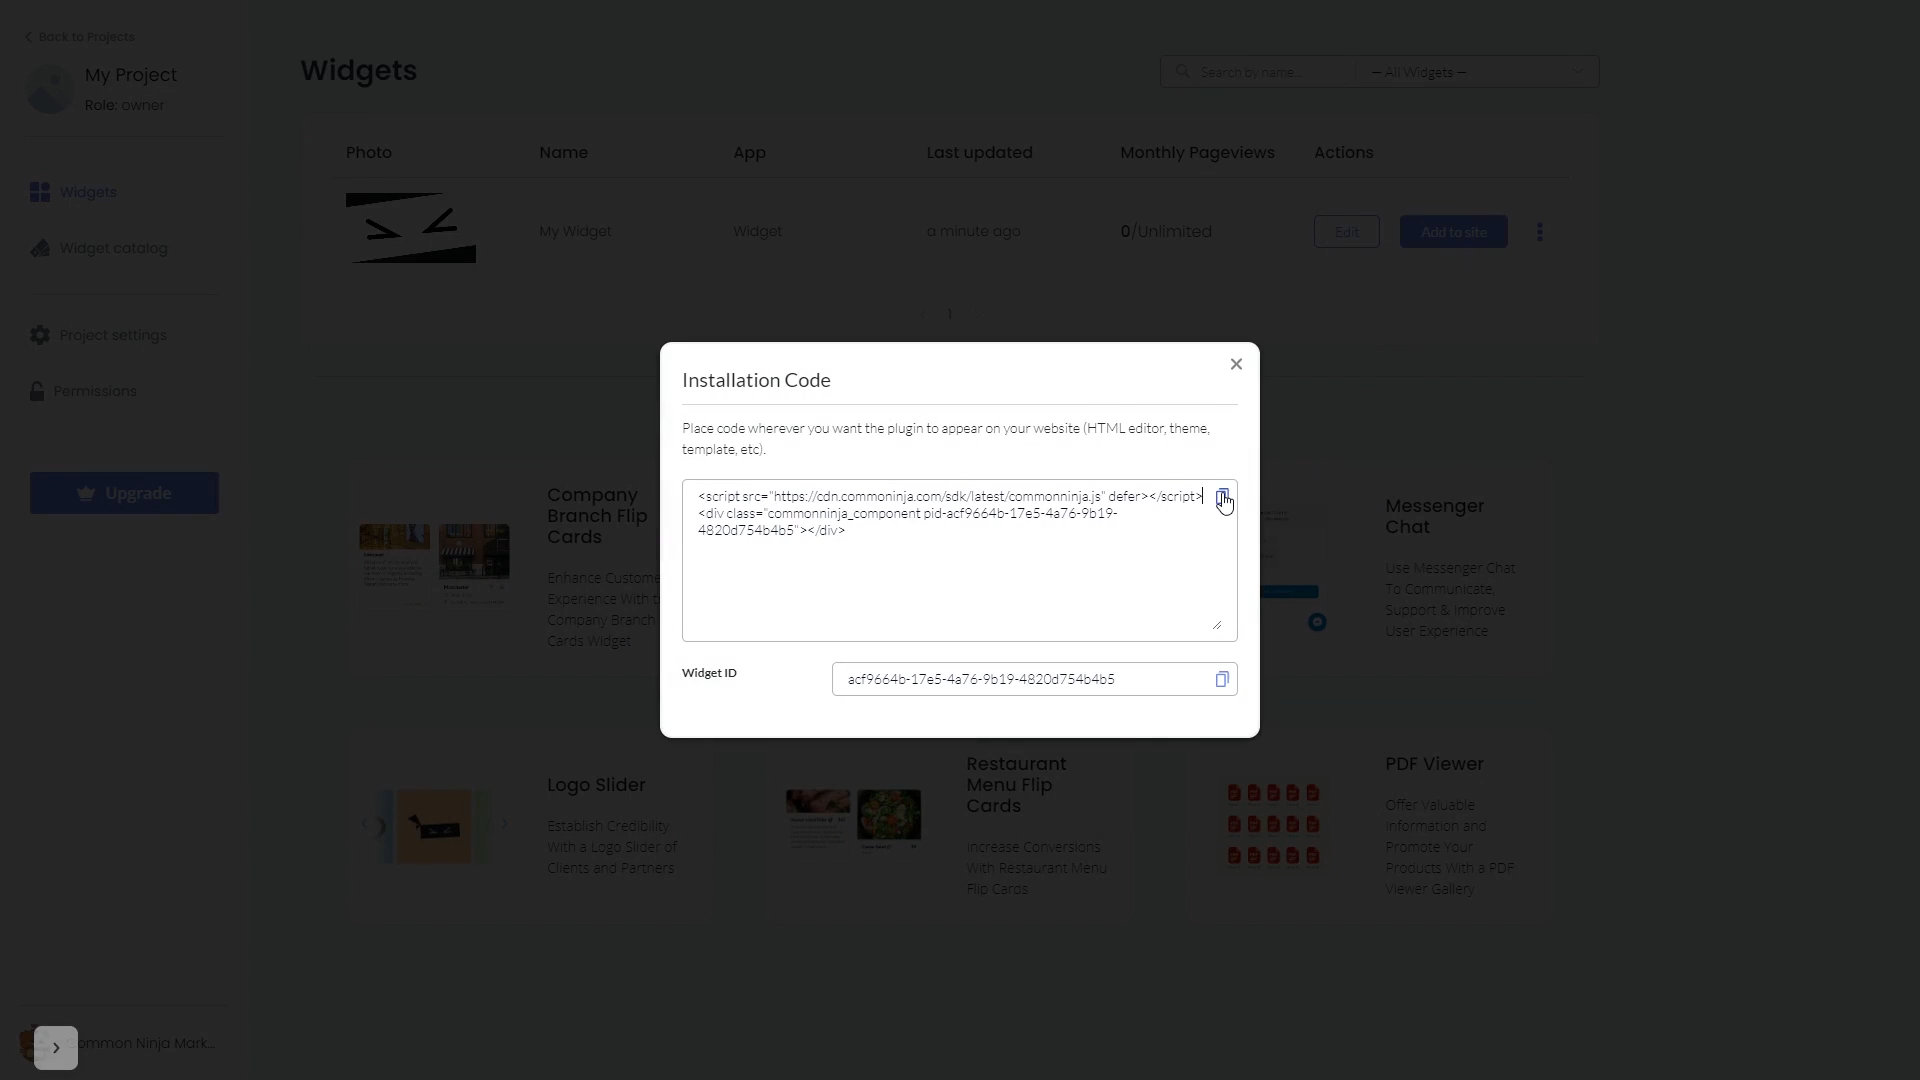 Back to Projects
My Project
Role: owner
Widgets
Widget catalog
Project settings
Permissions
Upgrade
Widgets
Search by name...
— All Widgets —
Photo
Name
App
Last updated
Monthly Pageviews
Actions
My Widget
Widget
a minute ago
0/Unlimited
Edit
Add to site
1
Installation Code
Place code wherever you want the plugin to appear on your website (HTML editor, theme,
template, etc).
<script src="https://cdn.commoninja.com/sdk/latest/commonninja.js" defer></script>
<div class="commonninja_component pid-acf9664b-17e5-4a76-9b19-
4820d754b4b5"></div>
Widget ID
acf9664b-17e5-4a76-9b19-4820d754b4b5
Company
Branch Flip
Cards
Enhance Custome
Experience With
Company Branch
Cards Widget
Messenger
Chat
Use Messenger Chat
To Communicate,
Support & Improve
User Experience
Logo Slider
Establish Credibility
With a Logo Slider of
Clients and Partners
Restaurant
Menu Flip
Cards
Increase Conversions
With Restaurant Menu
Flip Cards
PDF Viewer
Offer Valuable
Information and
Promote Your
Products With a PDF
Viewer Gallery
ommon Ninja Mark...